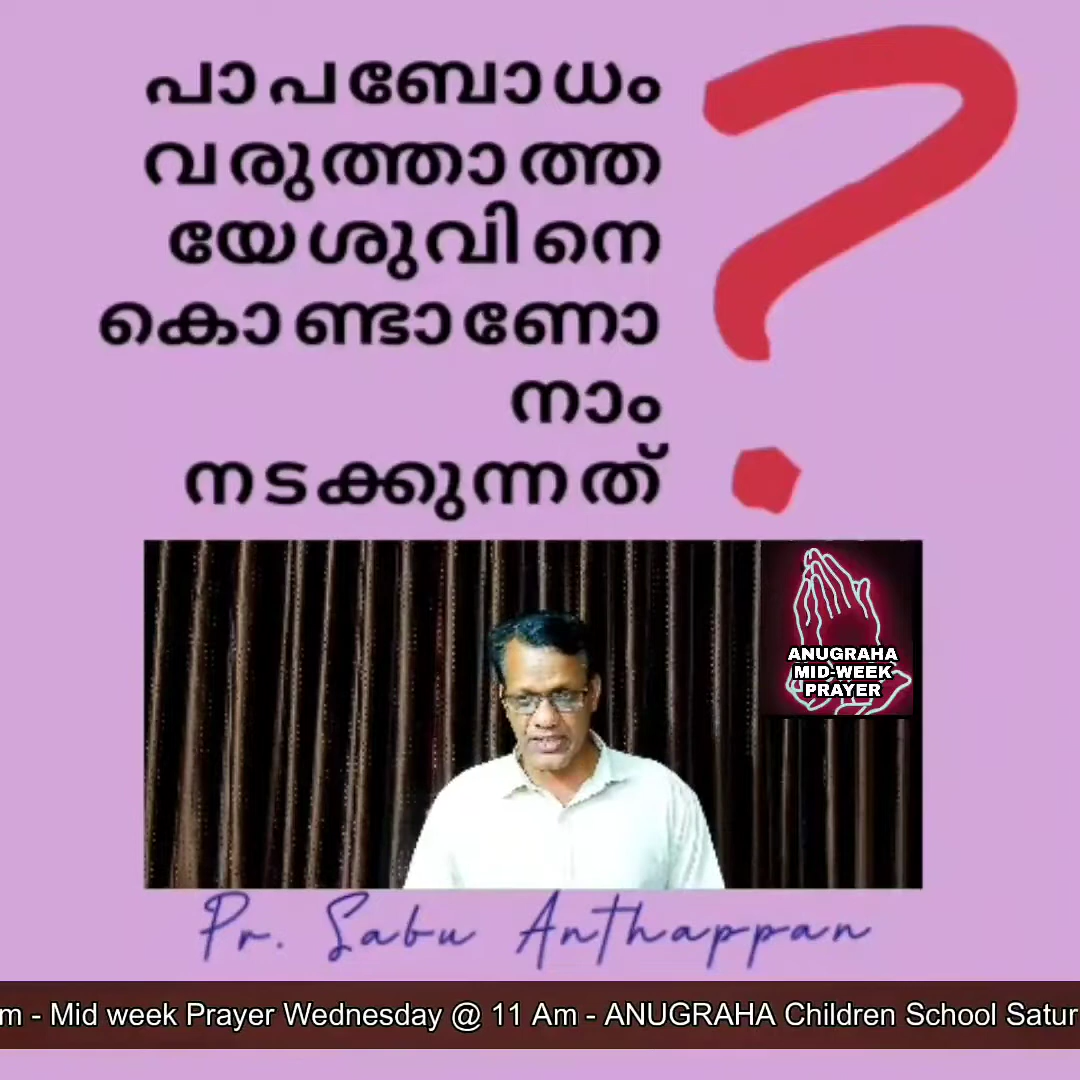 പാപബോധം
വരുത്താത്ത
യേശുവിനെ
കൊണ്ടാണോ
നാം
നടക്കുന്നത്
?
ANUGRAHA
MID-WEEK
PRAYER
Pr. Sabu Anthappan
m - Mid week Prayer Wednesday @ 11 Am - ANUGRAHA Children School Satur